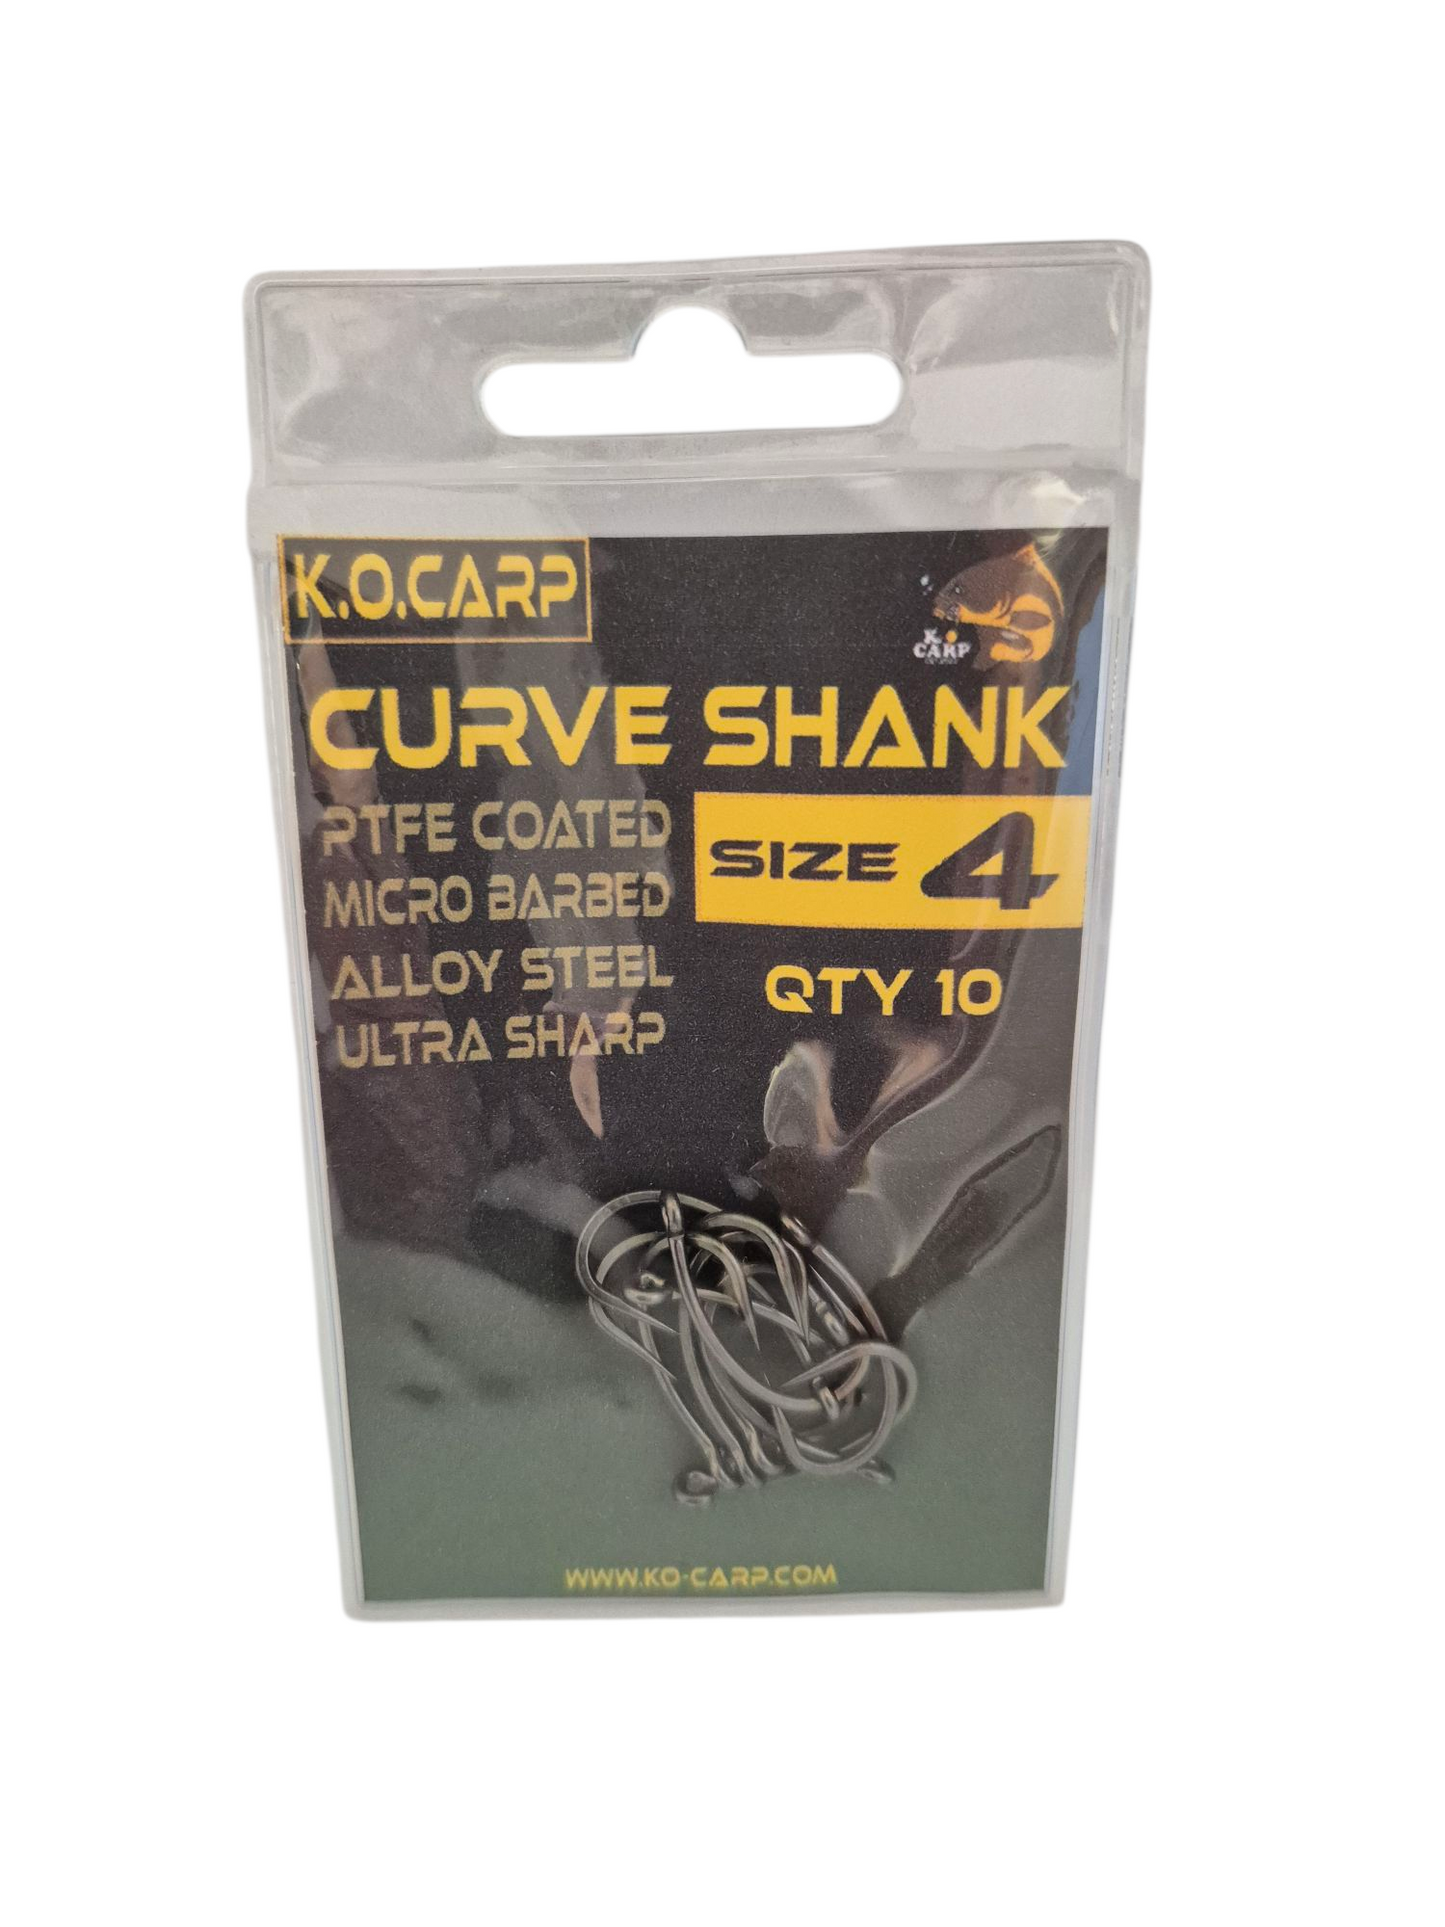 K.O.CARP
K.O
CARP
CURVE SHANK
PTFE COATED
MICRO BARBED
ALLOY STEEL
ULTRA SHARP
SIZE 4
QTY 10
WWW.KO-CARP.COM